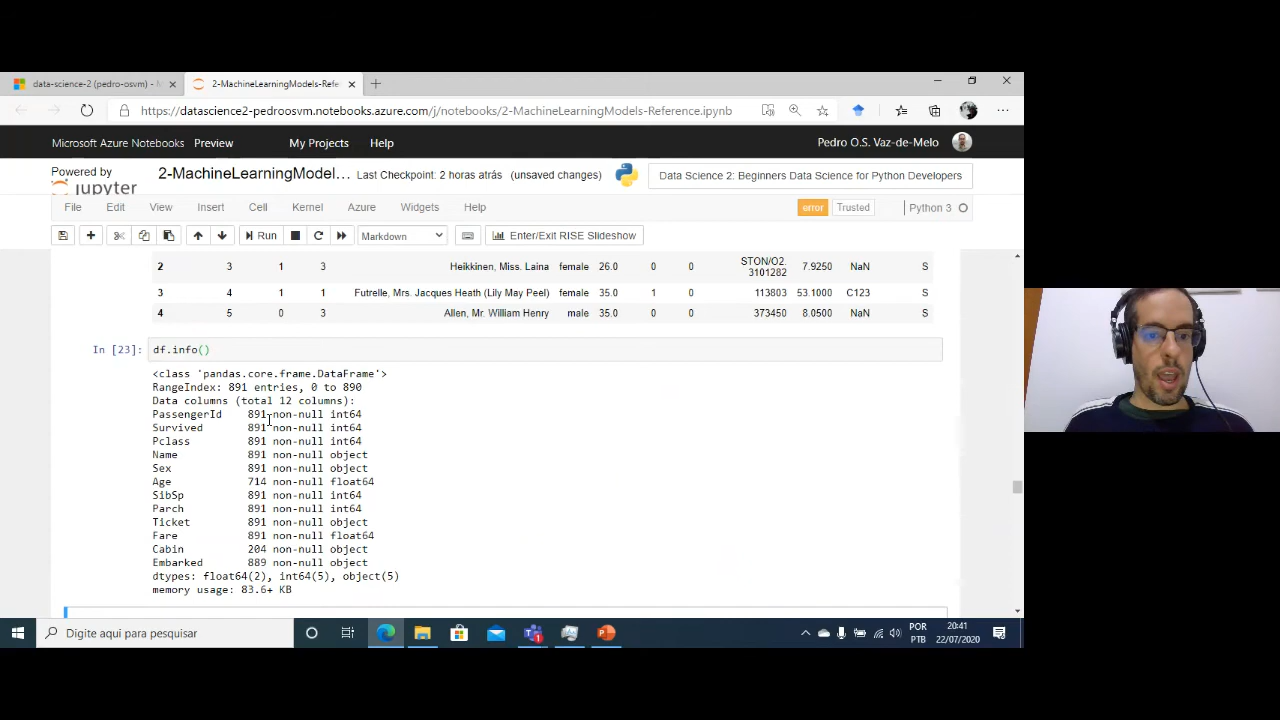 data-science-2 (pedro-osvm) - M
2-MachineLearningModels-Refe
https://datascience2-pedroosvm.notebooks.azure.com/j/notebooks/2-MachineLearningModels-Reference.ipynb
Microsoft Azure Notebooks Preview My Projects Help Pedro O.S. Vaz-de-Melo
Powered by
jupyter
2-MachineLearningModel... Last Checkpoint: 2 horas atrás (unsaved changes) Data Science 2: Beginners Data Science for Python Developers
File Edit View Insert Cell Kernel Azure Widgets Help error Trusted Python 3
Run Markdown Enter/Exit RISE Slideshow
2 3 1 3 Heikkinen, Miss. Laina female 26.0 0 0 STON/O2. 3101282 7.9250 NaN S
3 4 1 1 Futrelle, Mrs. Jacques Heath (Lily May Peel) female 35.0 1 0 113803 53.1000 C123 S
4 5 0 3 Allen, Mr. William Henry male 35.0 0 0 373450 8.0500 NaN S
In [23]: df.info()
<class 'pandas.core.frame.DataFrame'>
RangeIndex: 891 entries, 0 to 890
Data columns (total 12 columns):
PassengerId 891 non-null int64
Survived 891 non-null int64
Pclass 891 non-null int64
Name 891 non-null object
Sex 891 non-null object
Age 714 non-null float64
SibSp 891 non-null int64
Parch 891 non-null int64
Ticket 891 non-null object
Fare 891 non-null float64
Cabin 204 non-null object
Embarked 889 non-null object
dtypes: float64(2), int64(5), object(5)
memory usage: 83.6+ KB
Digite aqui para pesquisar
POR
PTB
20:41
22/07/2020